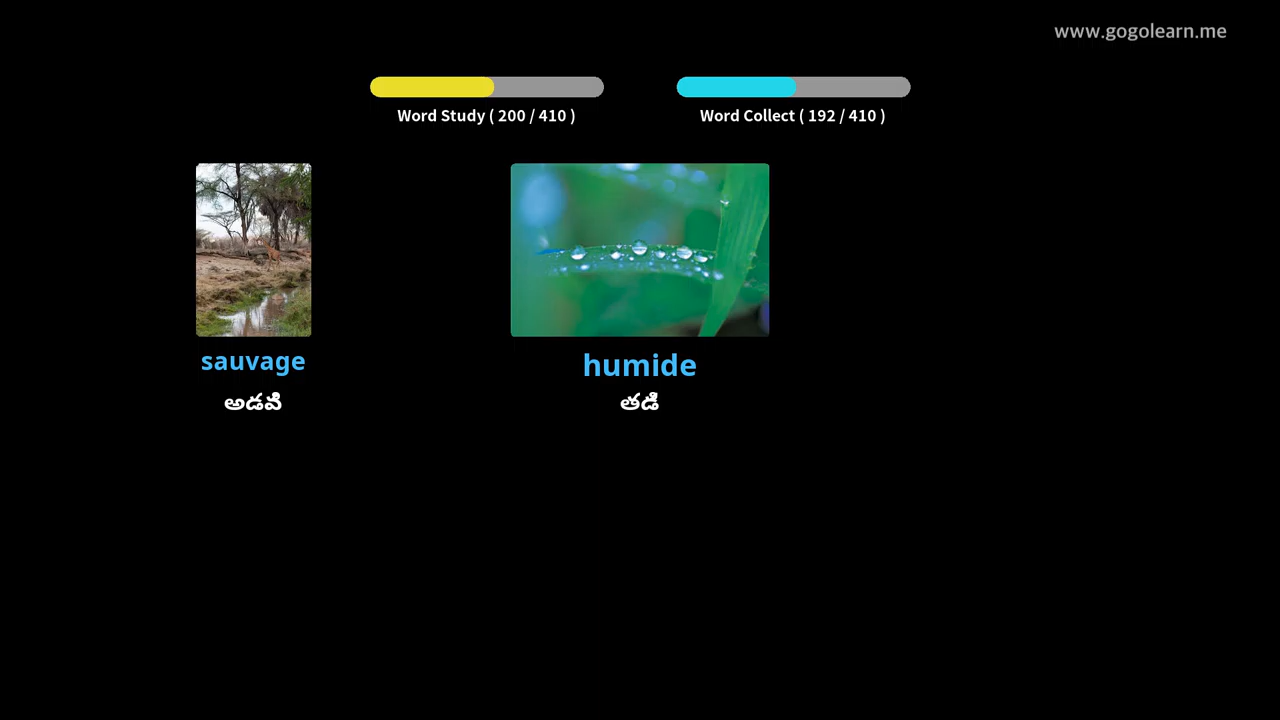 www.gogolearn.me
Word Study ( 200 / 410 )
Word Collect ( 192 / 410 )
sauvage
humide
అడవి
తడి